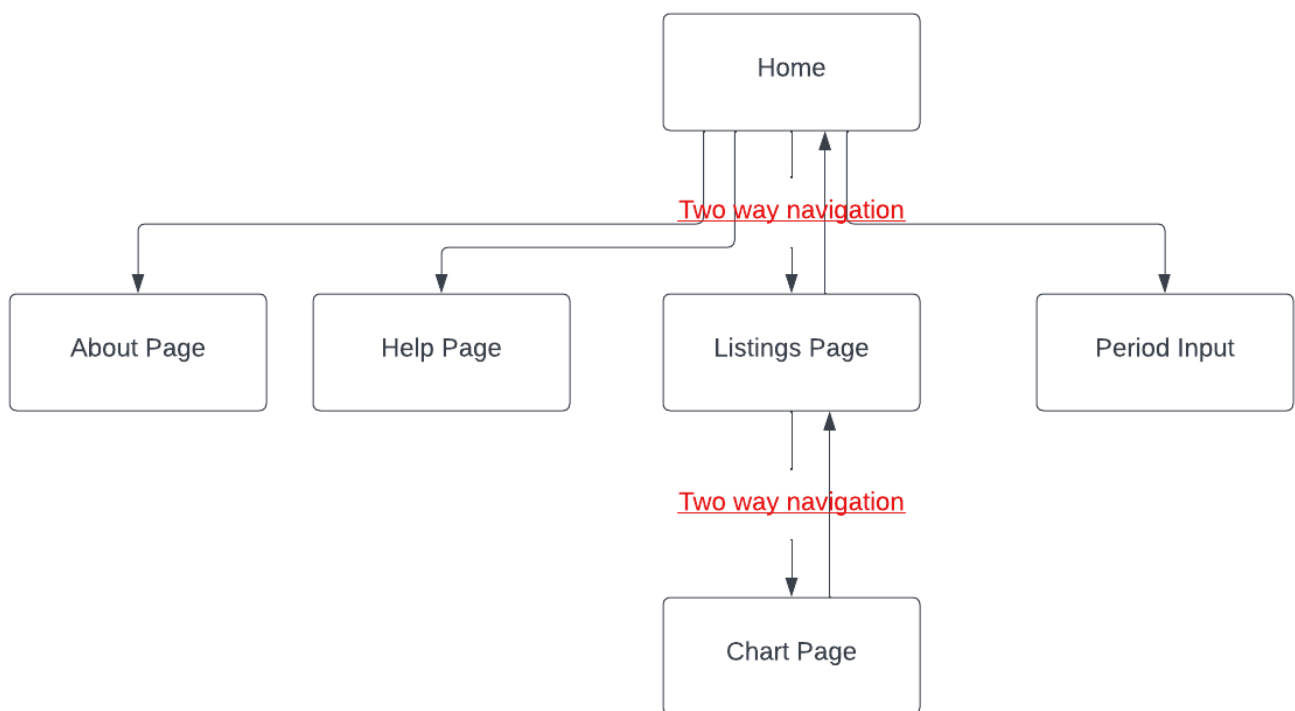 Home
Two way navigation
About Page
Help Page
Listings Page
Period Input
Two way navigation
Chart Page